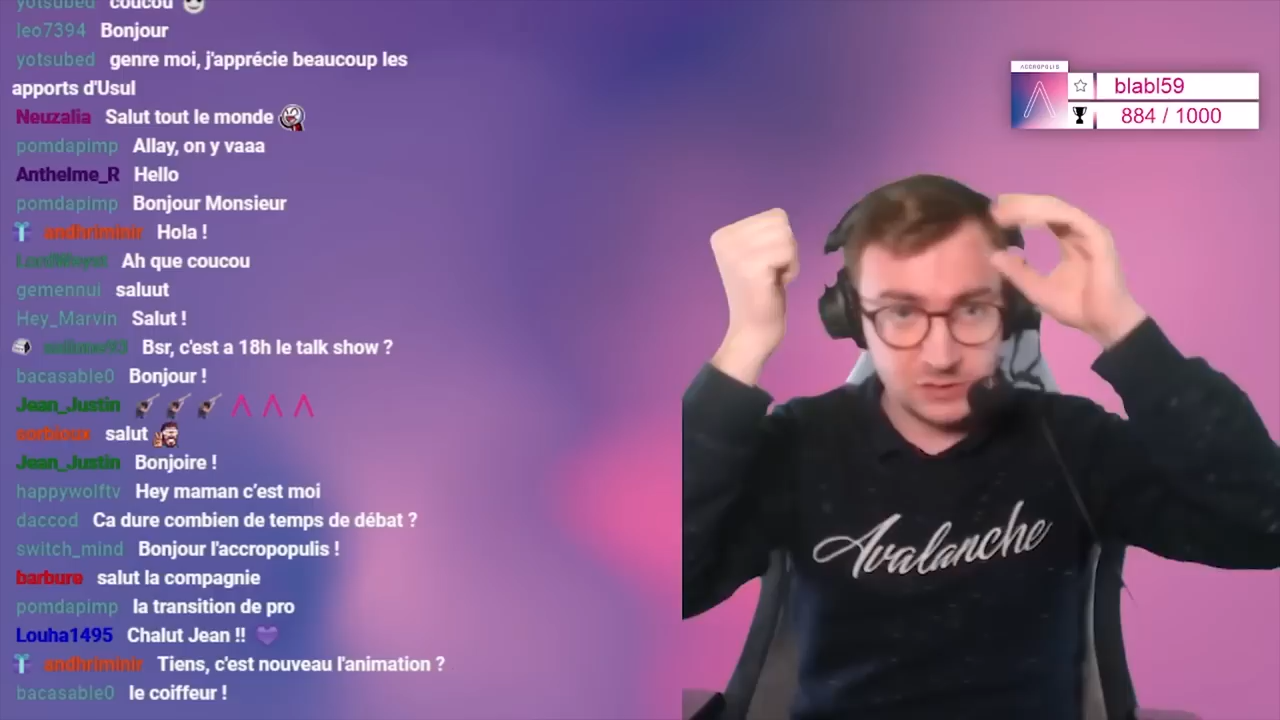 yotsubed coucou
leo7394 Bonjour
yotsubed genre moi, j'apprécie beaucoup les
apports d'Usul
Neuzalia Salut tout le monde
pomdapimp Allay, on y vaaa
Anthelme_R Hello
pomdapimp Bonjour Monsieur
andhriminir Hola !
Ah que coucou
gemennui saluut
Hey_Marvin Salut !
Bsr, c'est a 18h le talk show ?
bacasable0 Bonjour !
Jean_Justin
salut
Jean_Justin Bonjoire !
happywolftv Hey maman c'est moi
daccod Ca dure combien de temps de débat ?
switch_mind Bonjour l'accropopulis !
barbure salut la compagnie
pomdapimp la transition de pro
Louha1495 Chalut Jean !!
andhriminir Tiens, c'est nouveau l'animation ?
bacasable0 le coiffeur !
ACCROPOLIS
blabl59
884 / 1000
Avalanche